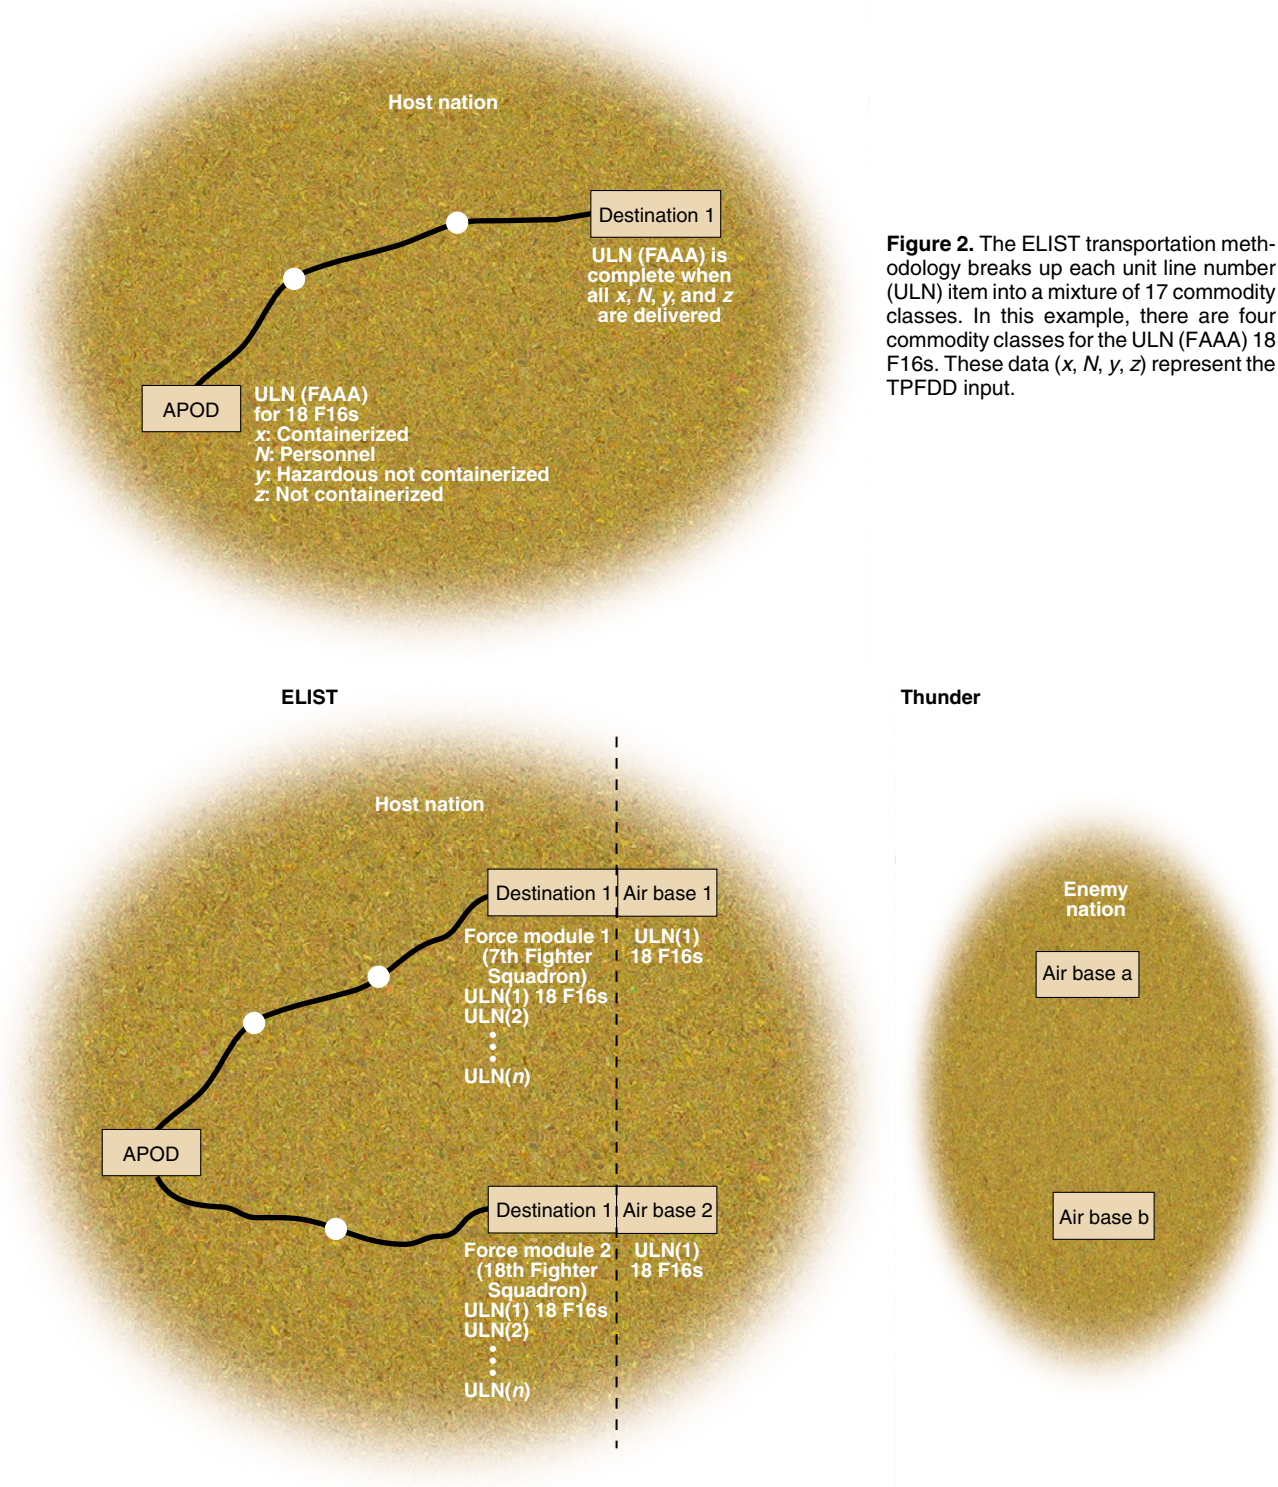 Host nation
Destination 1
ULN (FAAA) is
complete when
all x, N, y, and z
are delivered
APOD
ULN (FAAA)
for 18 F16s
x: Containerized
N: Personnel
y: Hazardous not containerized
z: Not containerized
Figure 2. The ELIST transportation meth-
odology breaks up each unit line number
(ULN) item into a mixture of 17 commodity
classes. In this example, there are four
commodity classes for the ULN (FAAA) 18
F16s. These data (x, N, y, z) represent the
TPFDD input.
ELIST
Thunder
Host nation
Destination 1
Air base 1
Force module 1
(7th Fighter
Squadron)
ULN(1) 18 F16s
ULN(2)
ULN(n)
ULN(1)
18 F16s
APOD
Destination 1
Air base 2
Force module 2
(18th Fighter
Squadron)
ULN(1) 18 F16s
ULN(2)
ULN(n)
ULN(1)
18 F16s
Enemy
nation
Air base a
Air base b